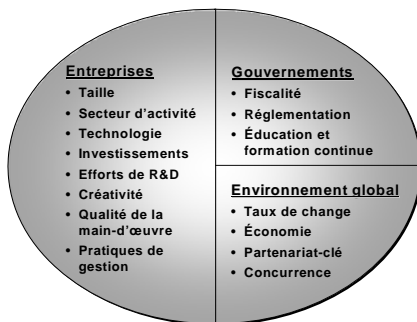 Entreprises
• Taille
• Secteur d'activité
• Technologie
• Investissements
• Efforts de R&D
• Créativité
• Qualité de la
main-d'œuvre
• Pratiques de
gestion
Gouvernements
• Fiscalité
• Réglementation
• Éducation et
formation continue
Environnement global
• Taux de change
• Économie
• Partenariat-clé
• Concurrence